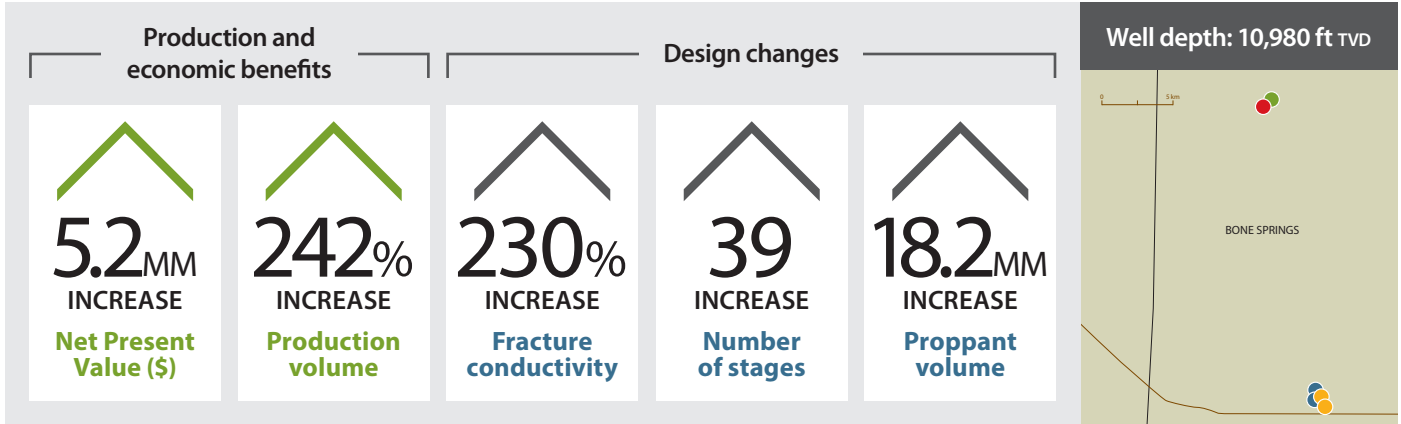 Production and
economic benefits
Design changes
5.2MM
INCREASE
Net Present
Value ($)
242%
INCREASE
Production
volume
230%
INCREASE
Fracture
conductivity
39
INCREASE
Number
of stages
18.2MM
INCREASE
Proppant
volume
Well depth: 10,980 ft TVD
0 5 km
BONE SPRINGS